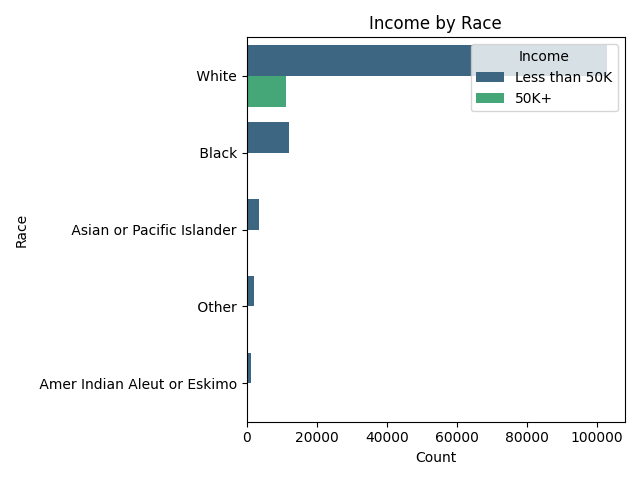 Income by Race
Income
Less than 50K
50K+
Race
White
Black
Asian or Pacific Islander
Other
Amer Indian Aleut or Eskimo
0 20000 40000 60000 80000 100000
Count